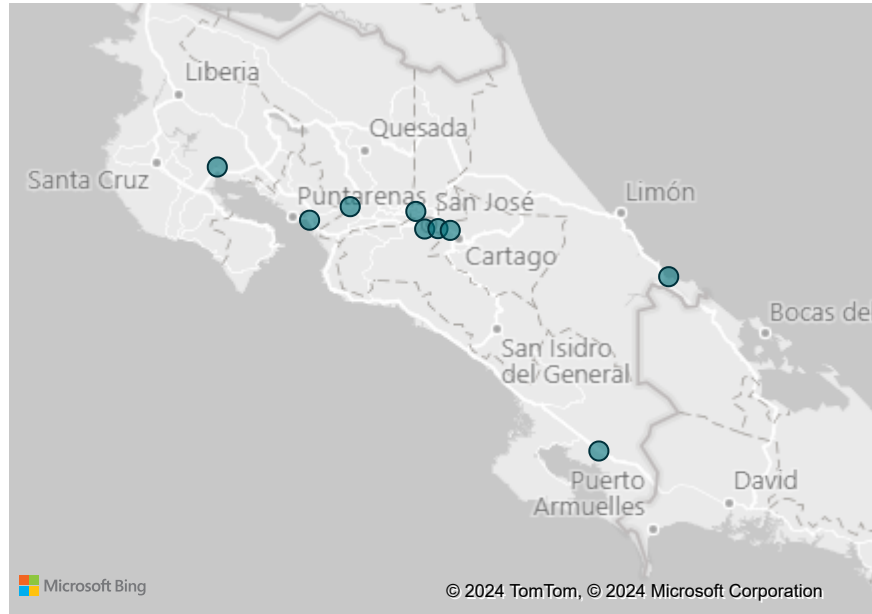 Liberia
Quesada
Santa Cruz
Puntarenas
San José
Limón
Cartago
Bocas del
San Isidro
del General
Puerto
Armuelles
David
Microsoft Bing
© 2024 TomTom, © 2024 Microsoft Corporation